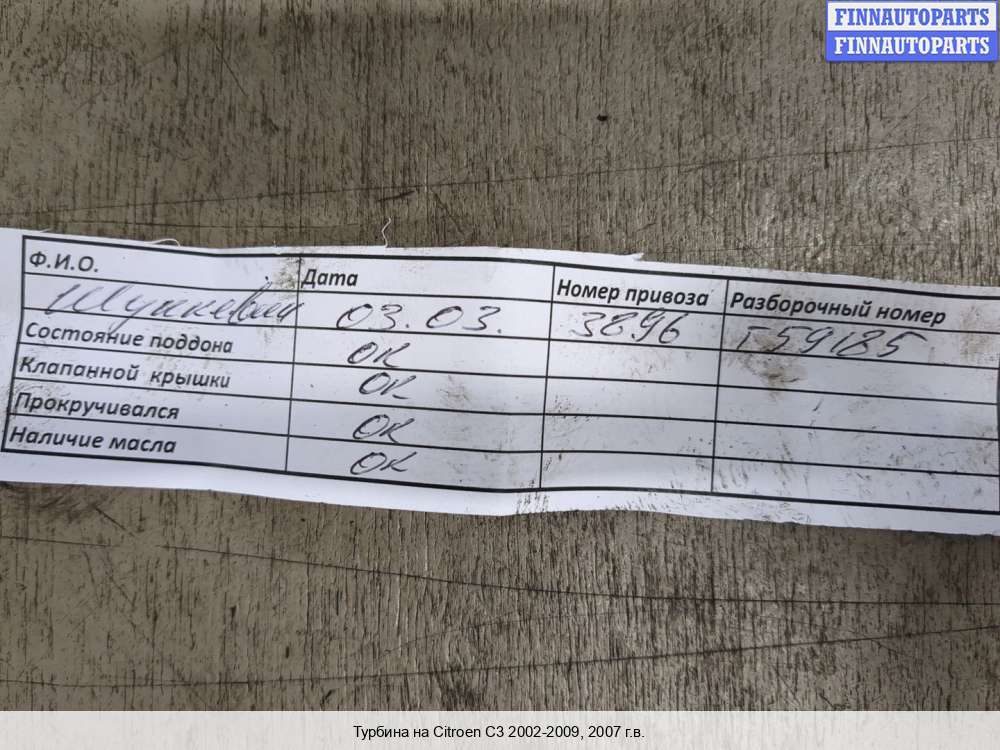 FINNAUTOPARTS
FINNAUTOPARTS
Ф.И.О. Дата Номер привоза Разборочный номер
03.03. 3896 Т59185
Состояние поддона ОК
Клапанной крышки ОК
Прокручивался ОК
Наличие масла ОК
Турбина на Citroen C3 2002-2009, 2007 г.в.